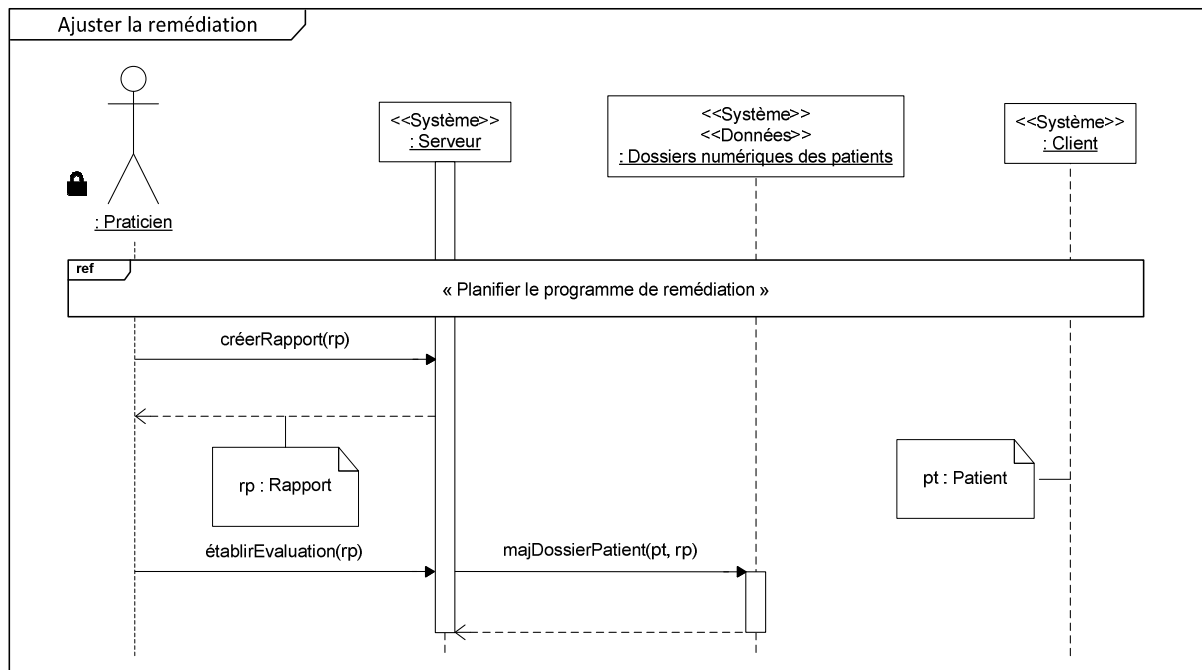 Ajuster la remédiation
<<Système>>
: Serveur
<<Système>>
<<Données>>
: Dossiers numériques des patients
<<Système>>
: Client
: Praticien
ref
« Planifier le programme de remédiation »
créerRapport(rp)
rp : Rapport
pt : Patient
établirEvaluation(rp)
majDossierPatient(pt, rp)